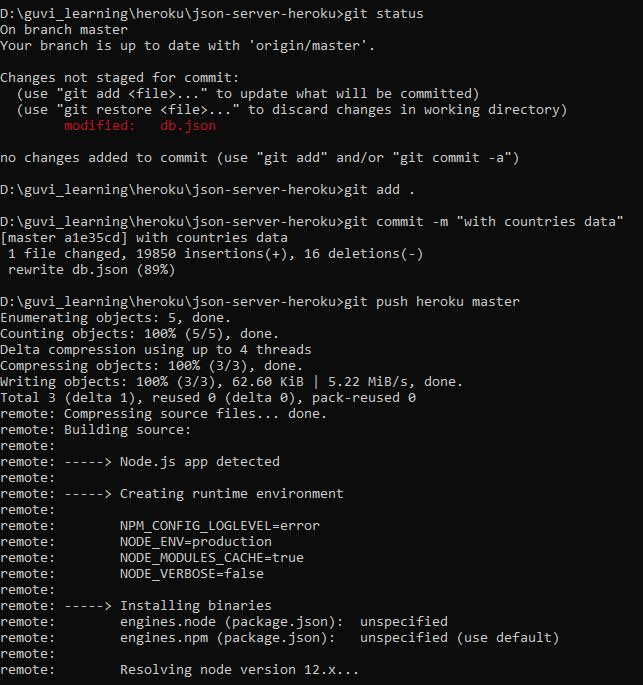 D:\guvi_learning\heroku\json-server-heroku>git status
On branch master
Your branch is up to date with 'origin/master'.
Changes not staged for commit:
  (use "git add <file>..." to update what will be committed)
  (use "git restore <file>..." to discard changes in working directory)
        modified:   db.json
no changes added to commit (use "git add" and/or "git commit -a")
D:\guvi_learning\heroku\json-server-heroku>git add .
D:\guvi_learning\heroku\json-server-heroku>git commit -m "with countries data"
[master a1e35cd] with countries data
 1 file changed, 19850 insertions(+), 16 deletions(-)
 rewrite db.json (89%)
D:\guvi_learning\heroku\json-server-heroku>git push heroku master
Enumerating objects: 5, done.
Counting objects: 100% (5/5), done.
Delta compression using up to 4 threads
Compressing objects: 100% (3/3), done.
Writing objects: 100% (3/3), 62.60 KiB | 5.22 MiB/s, done.
Total 3 (delta 1), reused 0 (delta 0), pack-reused 0
remote: Compressing source files... done.
remote: Building source:
remote:
remote: -----> Node.js app detected
remote:
remote: -----> Creating runtime environment
remote:
remote:        NPM_CONFIG_LOGLEVEL=error
remote:        NODE_ENV=production
remote:        NODE_MODULES_CACHE=true
remote:        NODE_VERBOSE=false
remote:
remote: -----> Installing binaries
remote:        engines.node (package.json):  unspecified
remote:        engines.npm (package.json):   unspecified (use default)
remote:
remote:        Resolving node version 12.x...